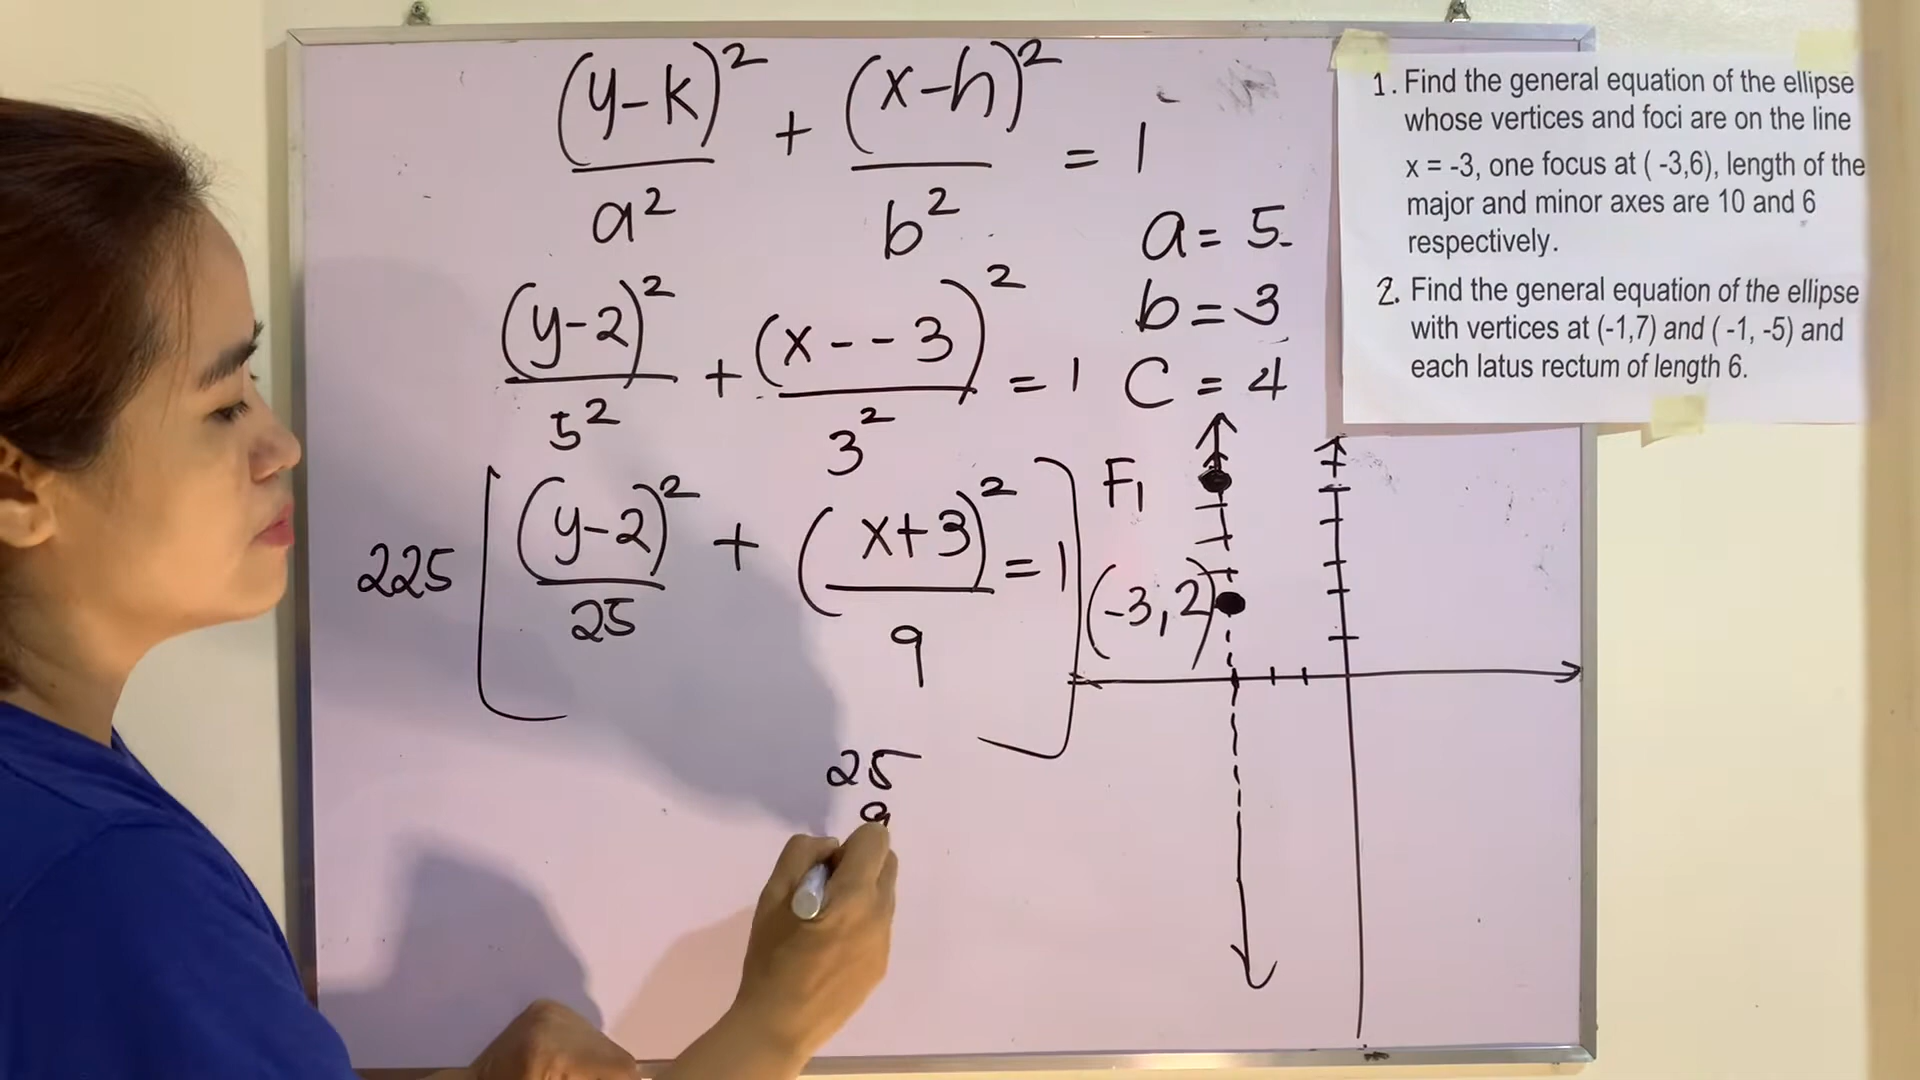 (y-k)² + (x-h)² = 1
a² b²
a = 5
b = 3
c = 4
(y-2)² + (x--3)² = 1
5² 3²
225 [(y-2)² + (x+3)² = 1]
25 9
25
9
F₁
(-3, 2)
1. Find the general equation of the ellipse
whose vertices and foci are on the line
x = -3, one focus at ( -3,6), length of the
major and minor axes are 10 and 6
respectively.
2. Find the general equation of the ellipse
with vertices at (-1,7) and ( -1, -5) and
each latus rectum of length 6.